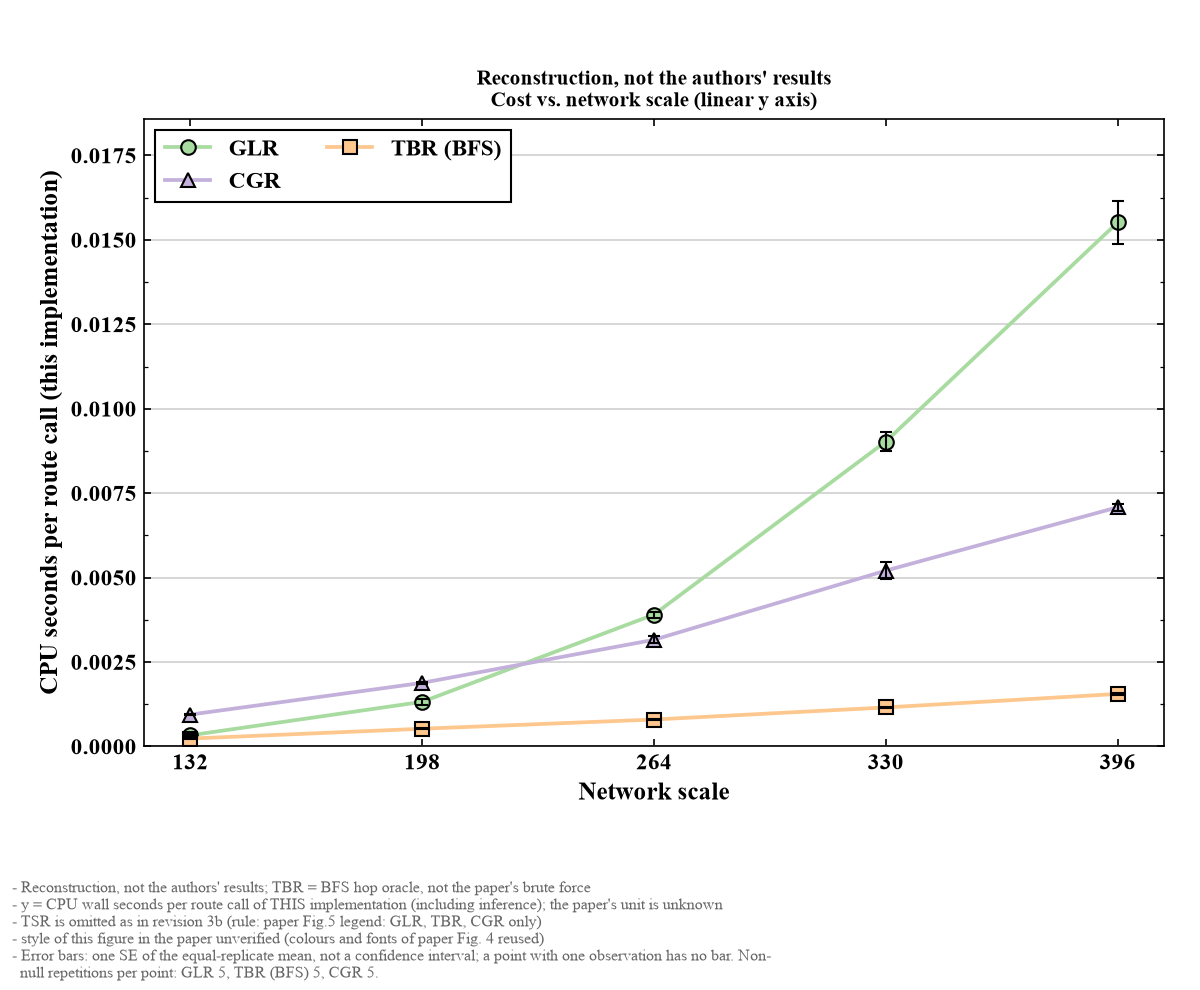 Reconstruction, not the authors' results
Cost vs. network scale (linear y axis)
GLR
TBR (BFS)
CGR
CPU seconds per route call (this implementation)
0.0175
0.0150
0.0125
0.0100
0.0075
0.0050
0.0025
0.0000
132 198 264 330 396
Network scale
- Reconstruction, not the authors' results; TBR = BFS hop oracle, not the paper's brute force
- y = CPU wall seconds per route call of THIS implementation (including inference); the paper's unit is unknown
- TSR is omitted as in revision 3b (rule: paper Fig.5 legend: GLR, TBR, CGR only)
- style of this figure in the paper unverified (colours and fonts of paper Fig. 4 reused)
- Error bars: one SE of the equal-replicate mean, not a confidence interval; a point with one observation has no bar. Non-
null repetitions per point: GLR 5, TBR (BFS) 5, CGR 5.